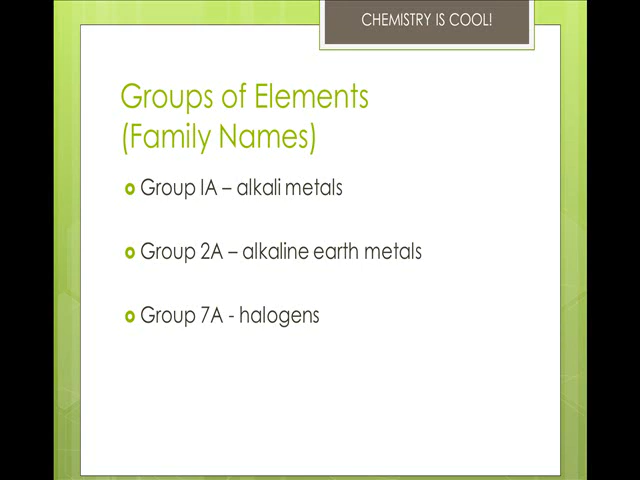 CHEMISTRY IS COOL!
Groups of Elements
(Family Names)
Group IA – alkali metals
Group 2A – alkaline earth metals
Group 7A - halogens